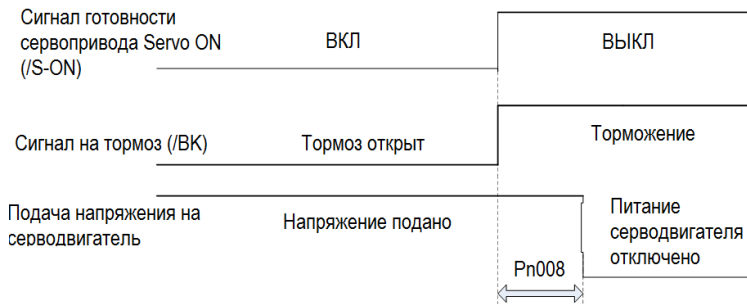 Сигнал готовности
сервопривода Servo ON
(/S-ON)
ВКЛ
ВЫКЛ
Сигнал на тормоз (/BK)
Тормоз открыт
Торможение
Подача напряжения на
серводвигатель
Напряжение подано
Питание
серводвигателя
отключено
Pn008